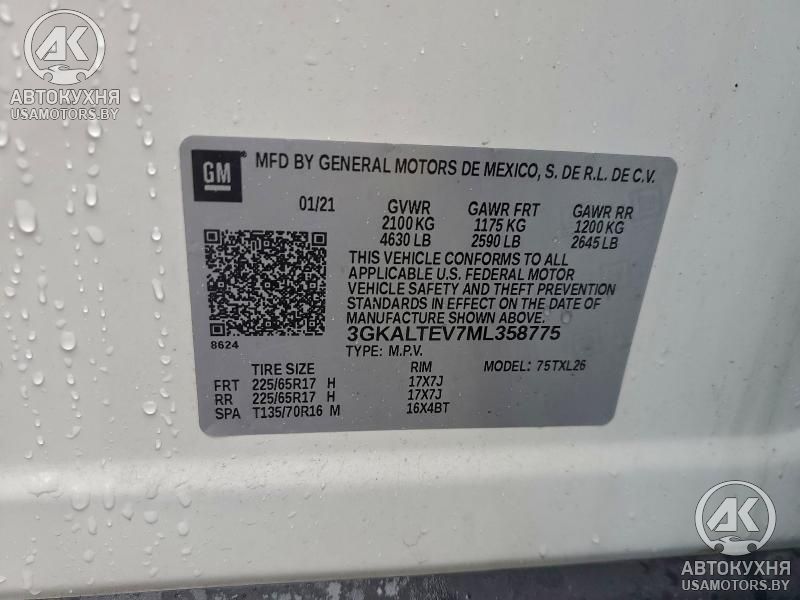 AK
АВТОКУХНЯ
USAMOTORS.BY
GM MFD BY GENERAL MOTORS DE MEXICO, S. DE R.L. DE C.V.
01/21 GVWR GAWR FRT GAWR RR
2100 KG 1175 KG 1200 KG
4630 LB 2590 LB 2645 LB
THIS VEHICLE CONFORMS TO ALL
APPLICABLE U.S. FEDERAL MOTOR
VEHICLE SAFETY AND THEFT PREVENTION
STANDARDS IN EFFECT ON THE DATE OF
MANUFACTURE SHOWN ABOVE.
3GKALTEV7ML358775
8624 TYPE: M.P.V.
TIRE SIZE RIM MODEL: 75TXL26
FRT 225/65R17 H 17X7J
RR 225/65R17 H 17X7J
SPA T135/70R16 M 16X4BT
AK
АВТОКУХНЯ
USAMOTORS.BY